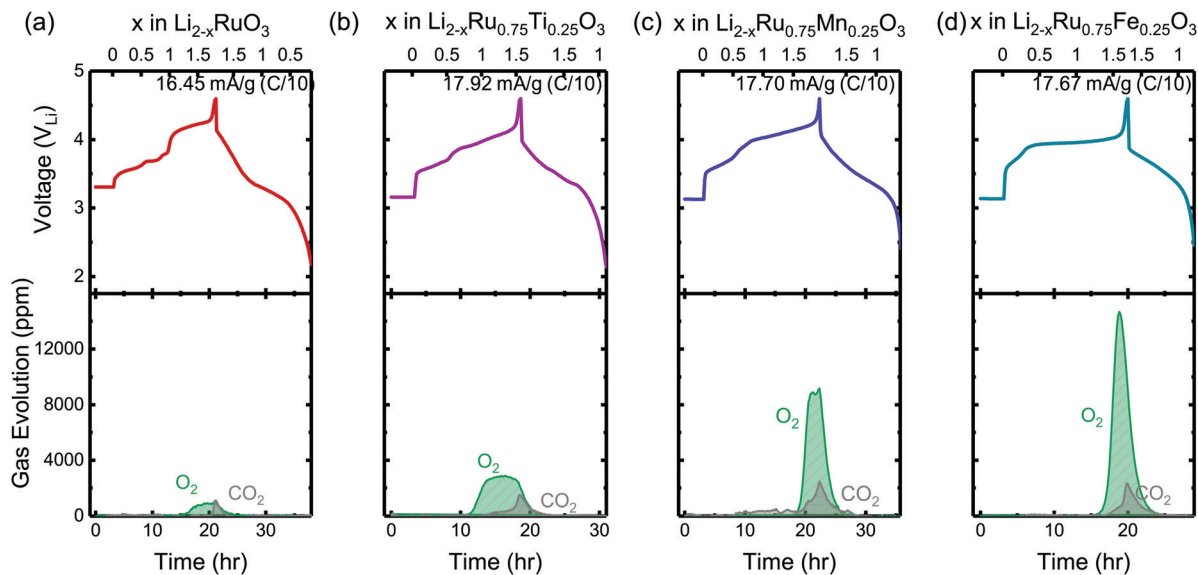 (a) x in Li₂₋ₓRuO₃
0 0.5 1 1.5 2 1.5 1 0.5
16.45 mA/g (C/10)
5
4
3
2
Voltage (V_Li)
12000
8000
4000
0
Gas Evolution (ppm)
O₂
CO₂
0 10 20 30
Time (hr)
(b) x in Li₂₋ₓRu₀.₇₅Ti₀.₂₅O₃
0 0.5 1 1.5 1.5 1
17.92 mA/g (C/10)
O₂
CO₂
0 10 20 30
Time (hr)
(c) x in Li₂₋ₓRu₀.₇₅Mn₀.₂₅O₃
0 0.5 1 1.5 2 1.5 1
17.70 mA/g (C/10)
O₂
CO₂
0 10 20 30
Time (hr)
(d) x in Li₂₋ₓRu₀.₇₅Fe₀.₂₅O₃
0 0.5 1 1.5 1.5 1
17.67 mA/g (C/10)
O₂
CO₂
0 10 20
Time (hr)